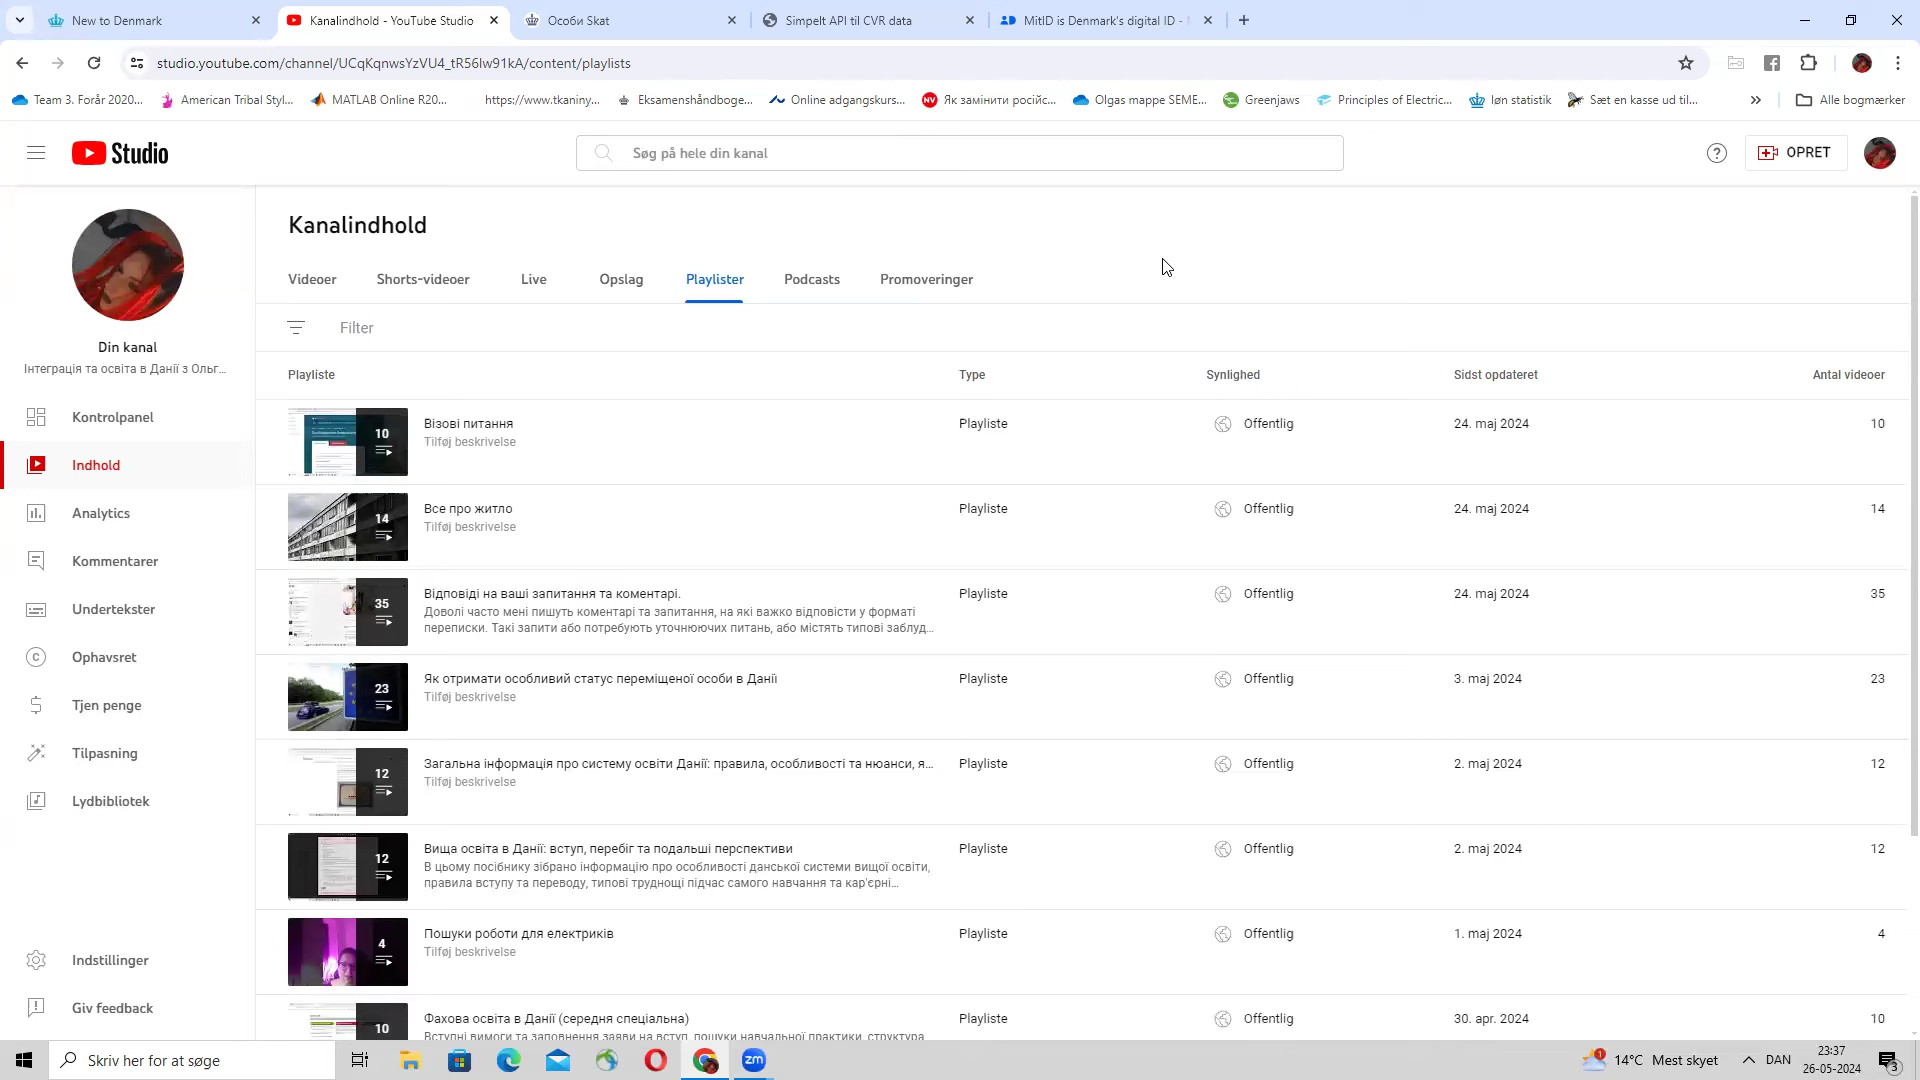 New to Denmark
Kanalindhold - YouTube Studio
Особи Skat
Simpelt API til CVR data
MitID is Denmark's digital ID -
studio.youtube.com/channel/UCqKqnwsYzVU4_tR56lw91kA/content/playlists
Team 3. Forår 2020...
American Tribal Styl...
MATLAB Online R20...
https://www.tkaniny...
Eksamenshåndboge...
Online adgangskurs...
Як замінити російс...
Olgas mappe SEME...
Greenjaws
Principles of Electric...
løn statistik
Sæt en kasse ud til...
Alle bogmærker
Studio
Søg på hele din kanal
OPRET
Din kanal
Інтеграція та освіта в Данії з Ольг...
Kontrolpanel
Indhold
Analytics
Kommentarer
Undertekster
Ophavsret
Tjen penge
Tilpasning
Lydbibliotek
Indstillinger
Giv feedback
Kanalindhold
Videoer Shorts-videoer Live Opslag Playlister Podcasts Promoveringer
Filter
Playliste Type Synlighed Sidst opdateret Antal videoer
10 Візові питання Playliste Offentlig 24. maj 2024 10
Tilføj beskrivelse
14 Все про житло Playliste Offentlig 24. maj 2024 14
Tilføj beskrivelse
35 Відповіді на ваші запитання та коментарі. Playliste Offentlig 24. maj 2024 35
Доволі часто мені пишуть коментарі та запитання, на які важко відповісти у форматі
переписки. Такі запити або потребують уточнюючих питань, або містять типові заблуд...
23 Як отримати особливий статус переміщеної особи в Данії Playliste Offentlig 3. maj 2024 23
Tilføj beskrivelse
12 Загальна інформація про систему освіти Данії: правила, особливості та нюанси, я... Playliste Offentlig 2. maj 2024 12
Tilføj beskrivelse
12 Вища освіта в Данії: вступ, перебіг та подальші перспективи Playliste Offentlig 2. maj 2024 12
В цьому посібнику зібрано інформацію про особливості данської системи вищої освіти,
правила вступу та переводу, типові труднощі підчас самого навчання та кар'єрні...
4 Пошуки роботи для електриків Playliste Offentlig 1. maj 2024 4
Tilføj beskrivelse
10 Фахова освіта в Данії (середня спеціальна) Playliste Offentlig 30. apr. 2024 10
Вступні вимоги та заповнення заяви на вступ, пошуки навчальної практики, структура
Skriv her for at søge
zm
1
14°C Mest skyet
DAN
23:37
26-05-2024
3